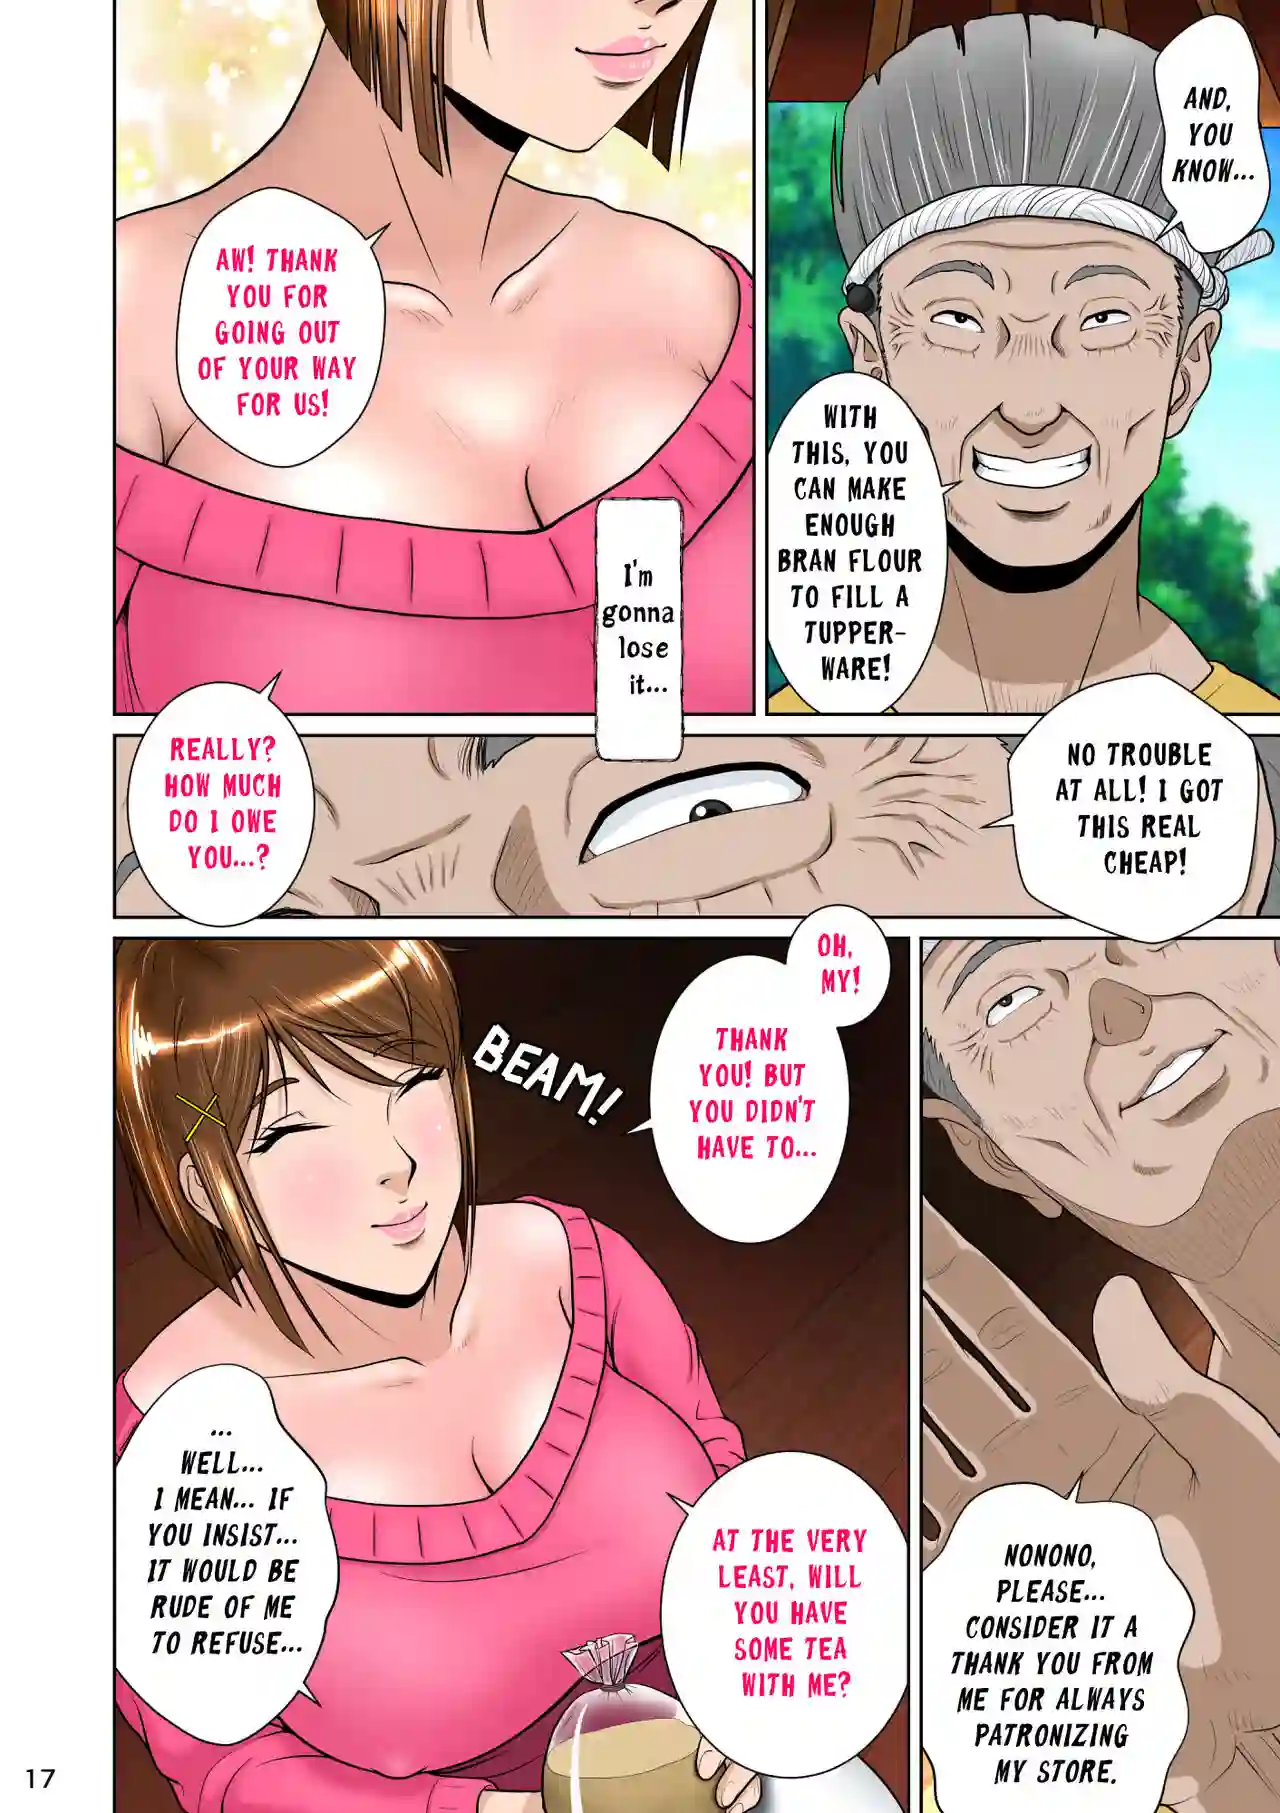 AND,
YOU
KNOW...
WITH
THIS, YOU
CAN MAKE
ENOUGH
BRAN FLOUR
TO FILL A
TUPPER-
WARE!
AW! THANK
YOU FOR
GOING OUT
OF YOUR WAY
FOR US!
I'm
gonna
lose
it...
NO TROUBLE
AT ALL! I GOT
THIS REAL
CHEAP!
REALLY?
HOW MUCH
DO I OWE
YOU...?
NONONO,
PLEASE...
CONSIDER IT A
THANK YOU FROM
ME FOR ALWAYS
PATRONIZING
MY STORE.
OH,
MY!
THANK
YOU! BUT
YOU DIDN'T
HAVE TO...
BEAM!
AT THE VERY
LEAST, WILL
YOU HAVE
SOME TEA
WITH ME?
...
WELL...
I MEAN... IF
YOU INSIST...
IT WOULD BE
RUDE OF ME
TO REFUSE...
17